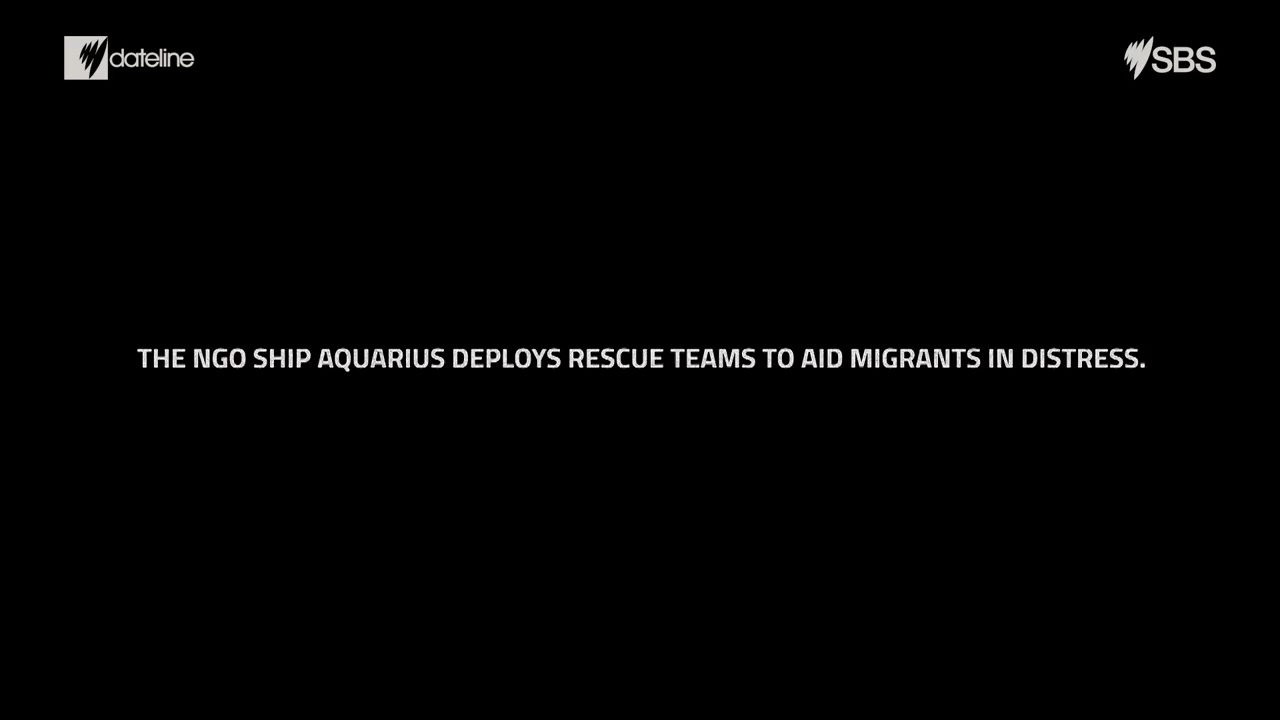 dateline
SBS
THE NGO SHIP AQUARIUS DEPLOYS RESCUE TEAMS TO AID MIGRANTS IN DISTRESS.